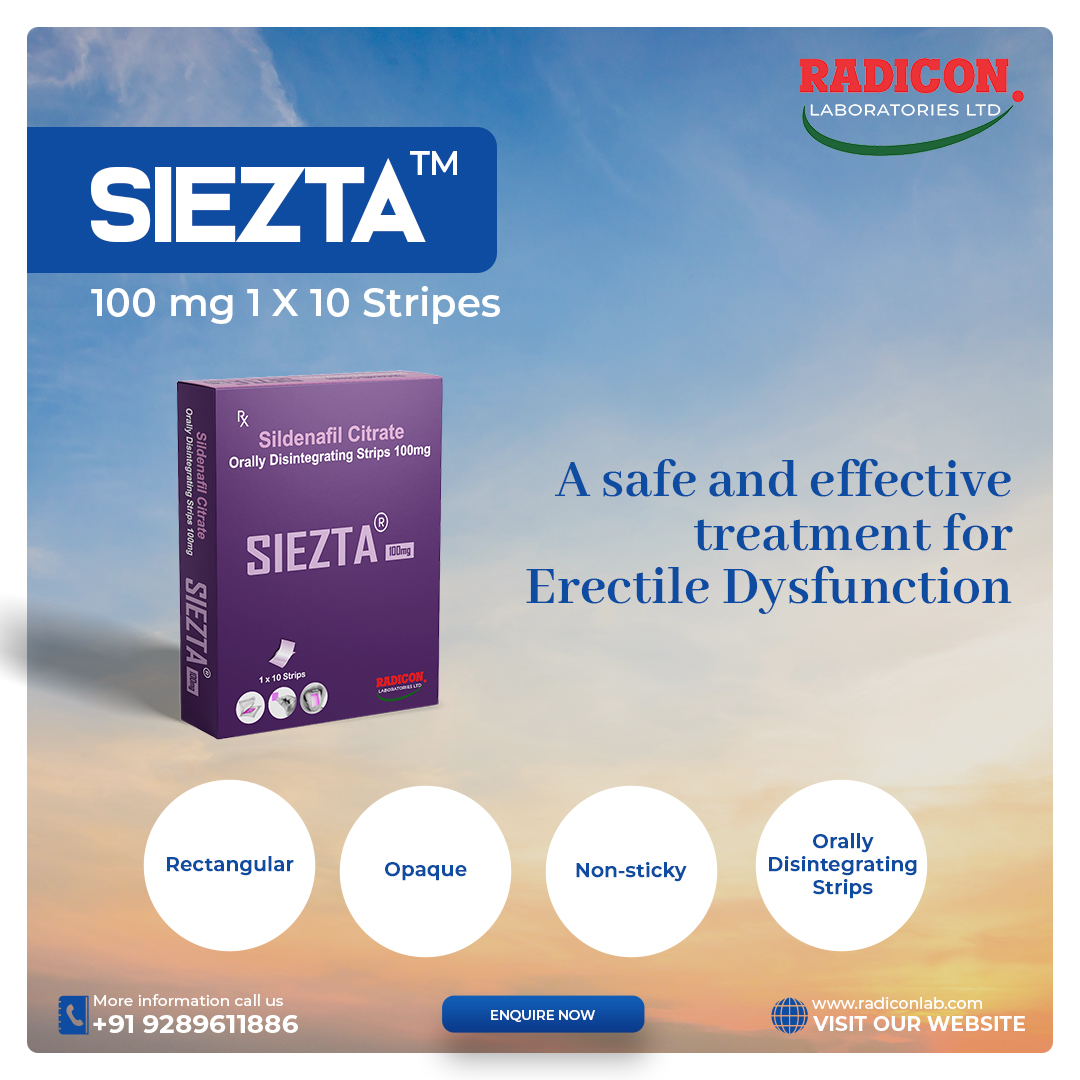 RADICON.
LABORATORIES LTD
SIEZTA™
100 mg 1 X 10 Stripes
Rx
Sildenafil Citrate
Orally Disintegrating Strips 100mg
SIEZTA® 100mg
1 x 10 Strips
RADICON.
LABORATORIES LTD
Sildenafil Citrate
Orally Disintegrating Strips 100mg
SIEZTA® 100mg
SIEZTA
A safe and effective
treatment for
Erectile Dysfunction
Rectangular
Opaque
Non-sticky
Orally
Disintegrating
Strips
More information call us
+91 9289611886
ENQUIRE NOW
www.radiconlab.com
VISIT OUR WEBSITE